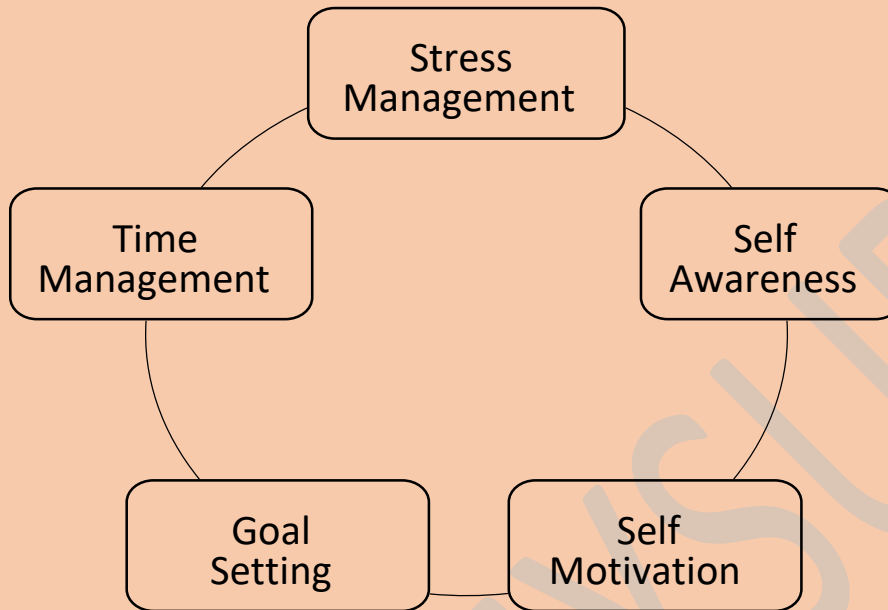 Stress
Management
Time
Management
Self
Awareness
Goal
Setting
Self
Motivation